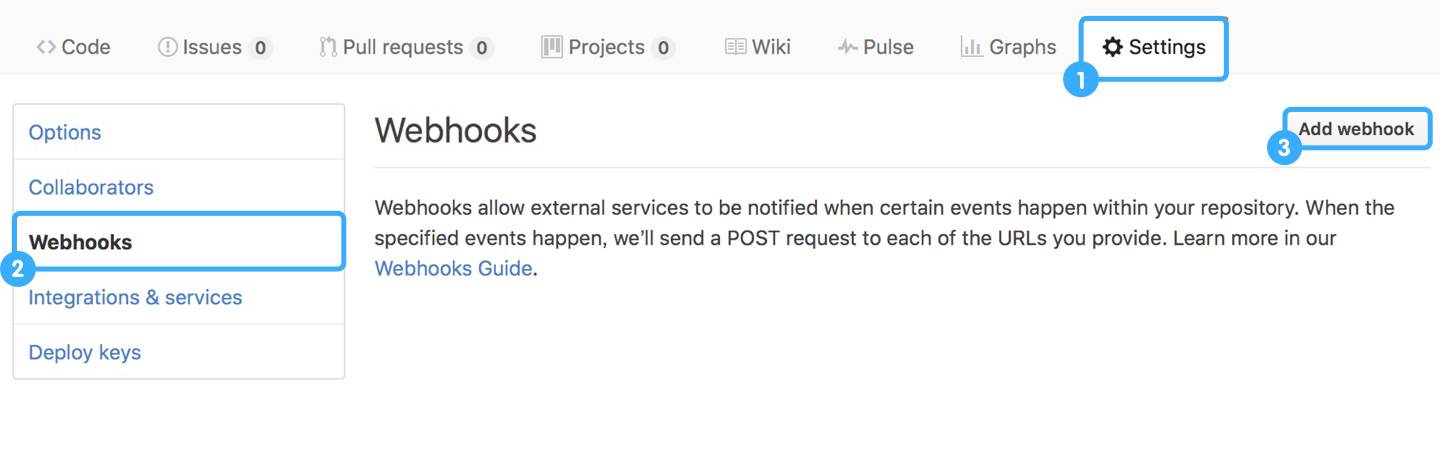 Code Issues 0 Pull requests 0 Projects 0 Wiki Pulse Graphs Settings
1
Options
Collaborators
Webhooks
2
Integrations & services
Deploy keys
Webhooks
Add webhook
3
Webhooks allow external services to be notified when certain events happen within your repository. When the
specified events happen, we’ll send a POST request to each of the URLs you provide. Learn more in our
Webhooks Guide.